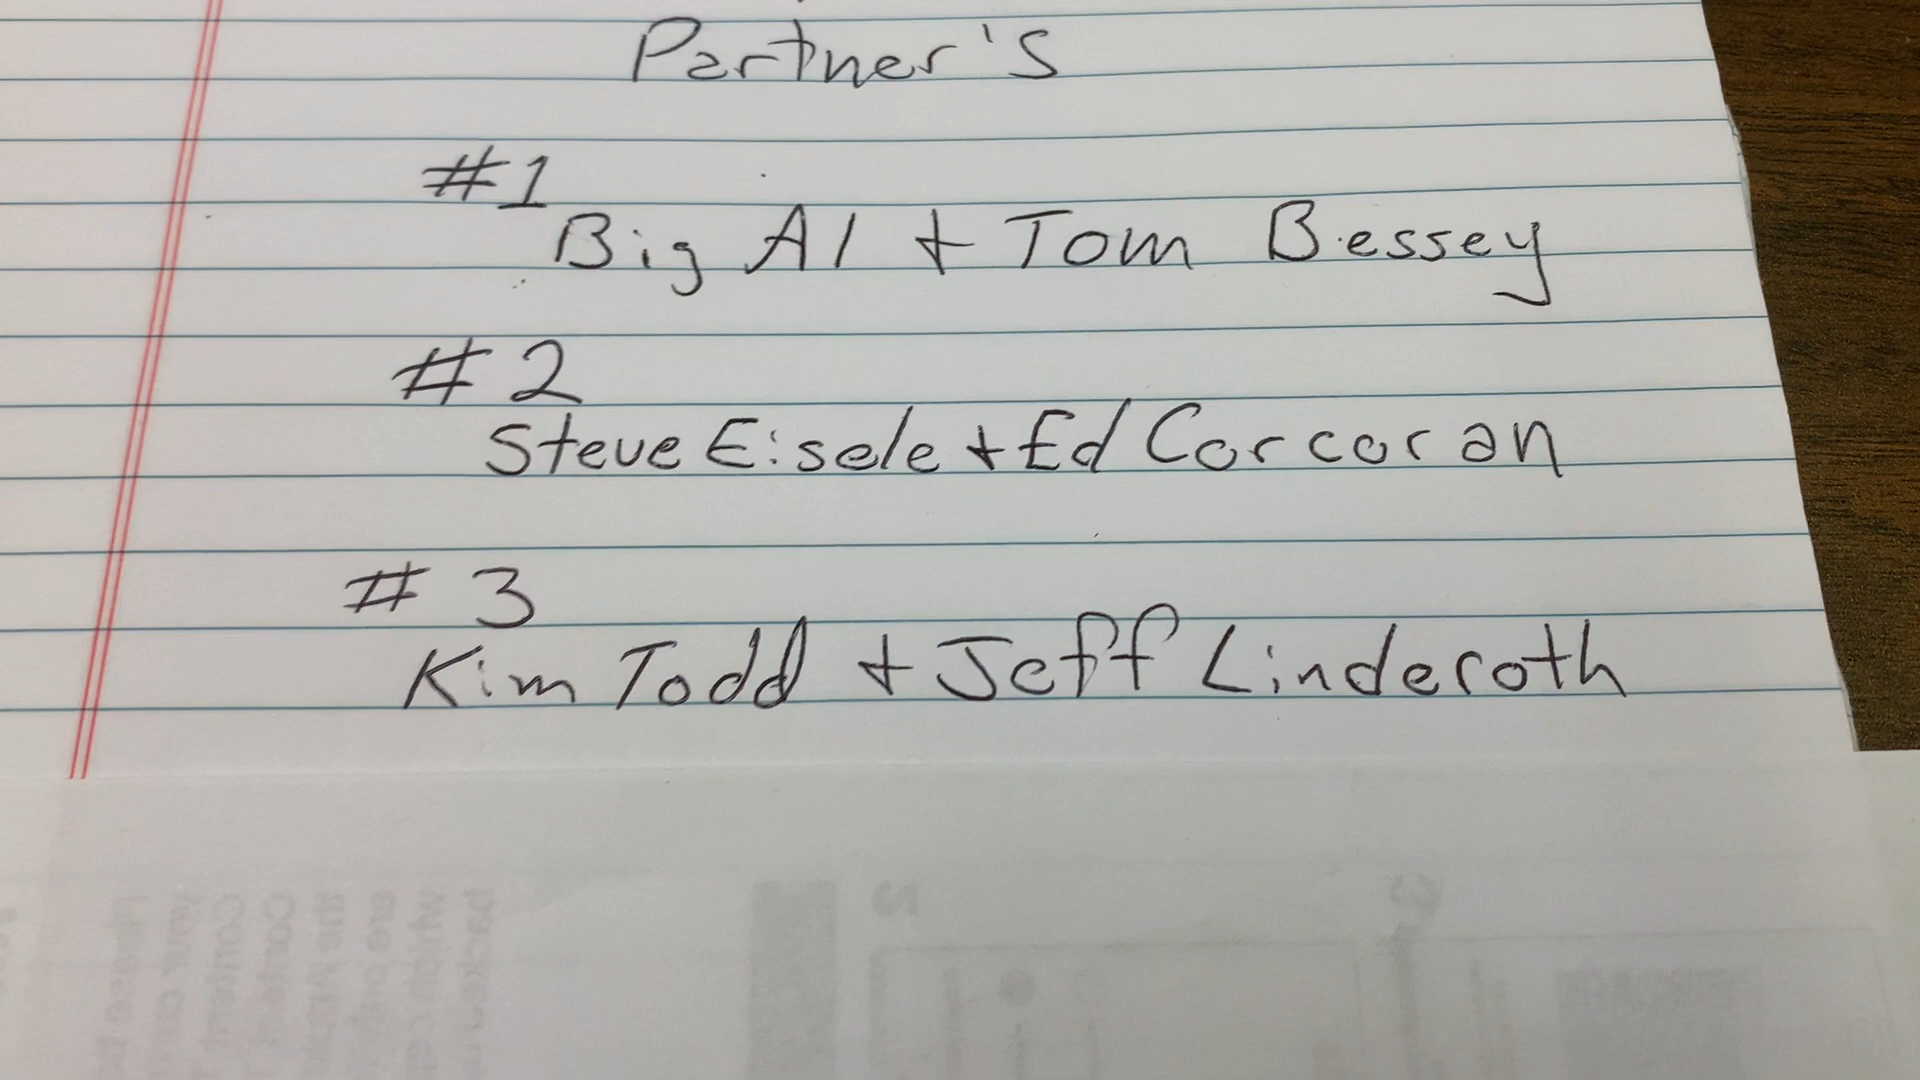 Partner's
#1
Big Al + Tom Bessey
#2
Steve Eisele + Ed Corcoran
#3
Kim Todd + Jeff Linderoth